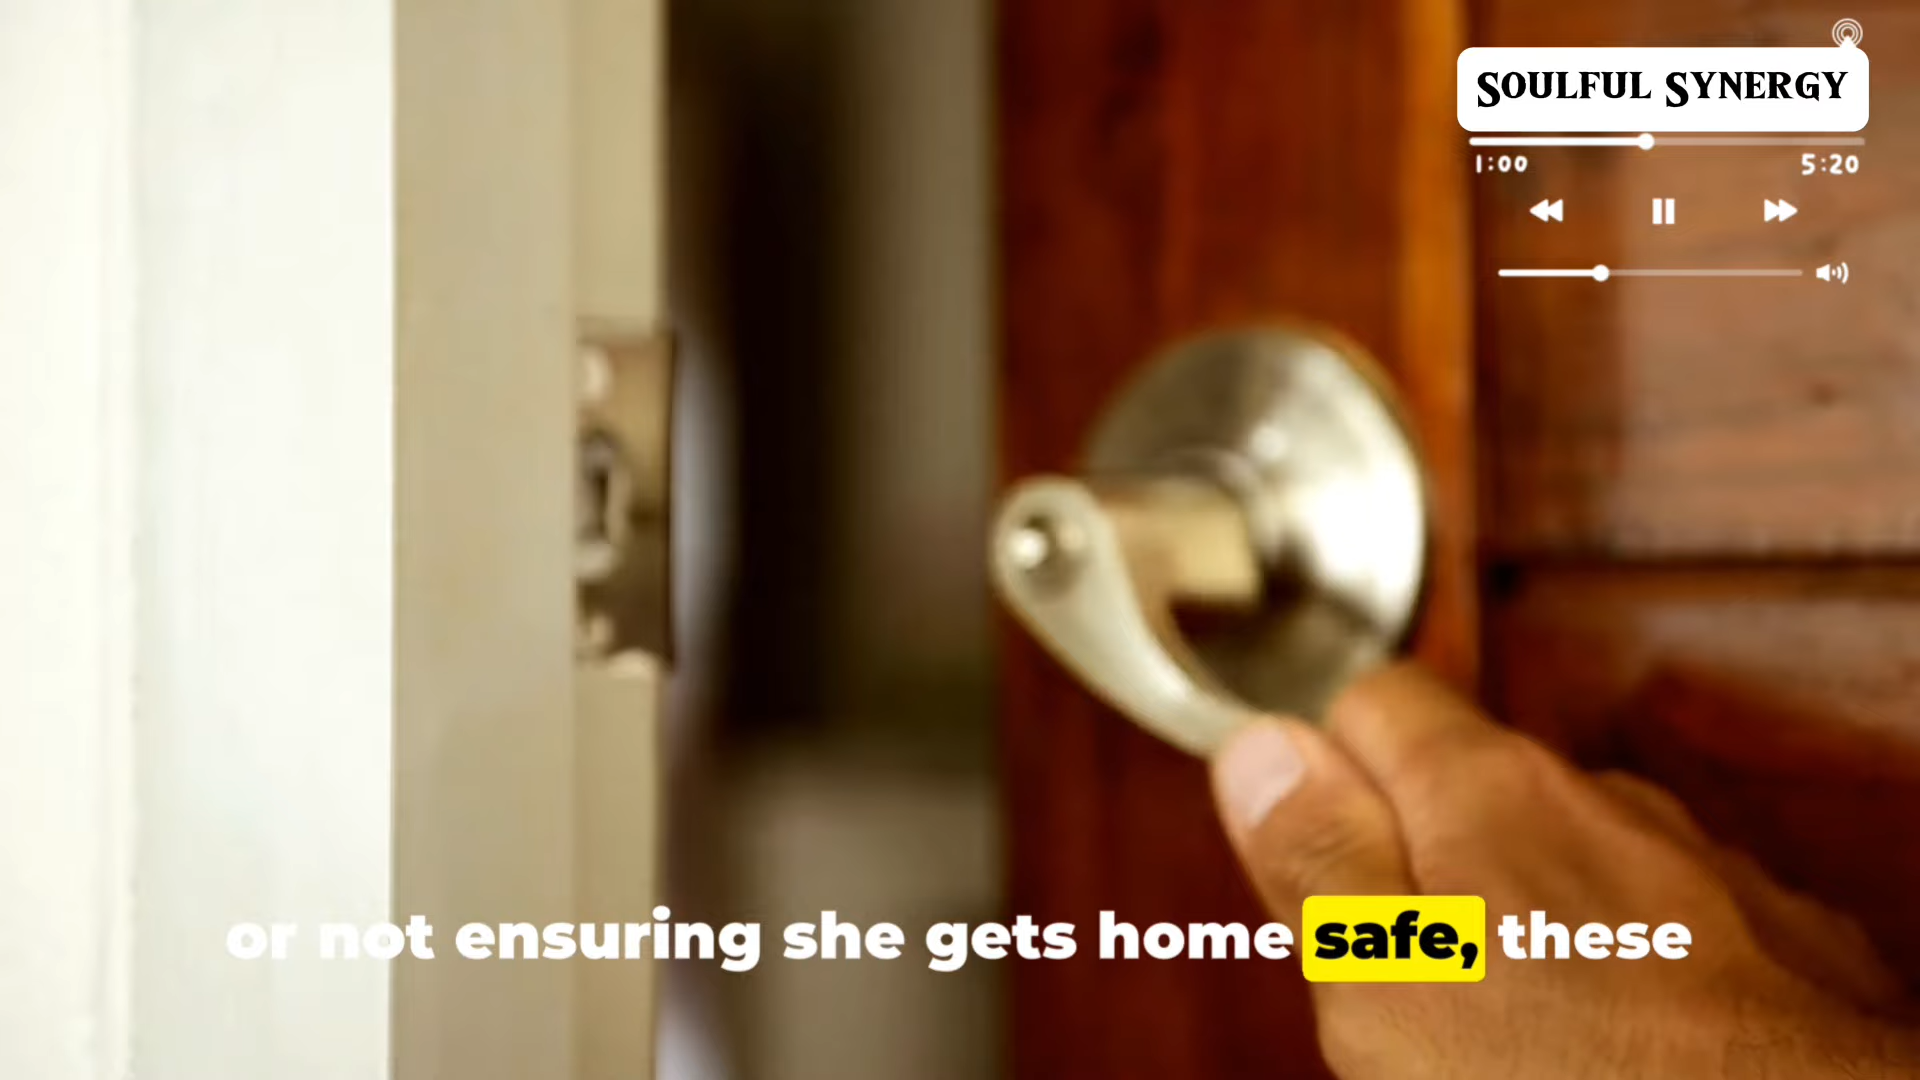 SOULFUL SYNERGY
1:00 5:20
or not ensuring she gets home safe, these